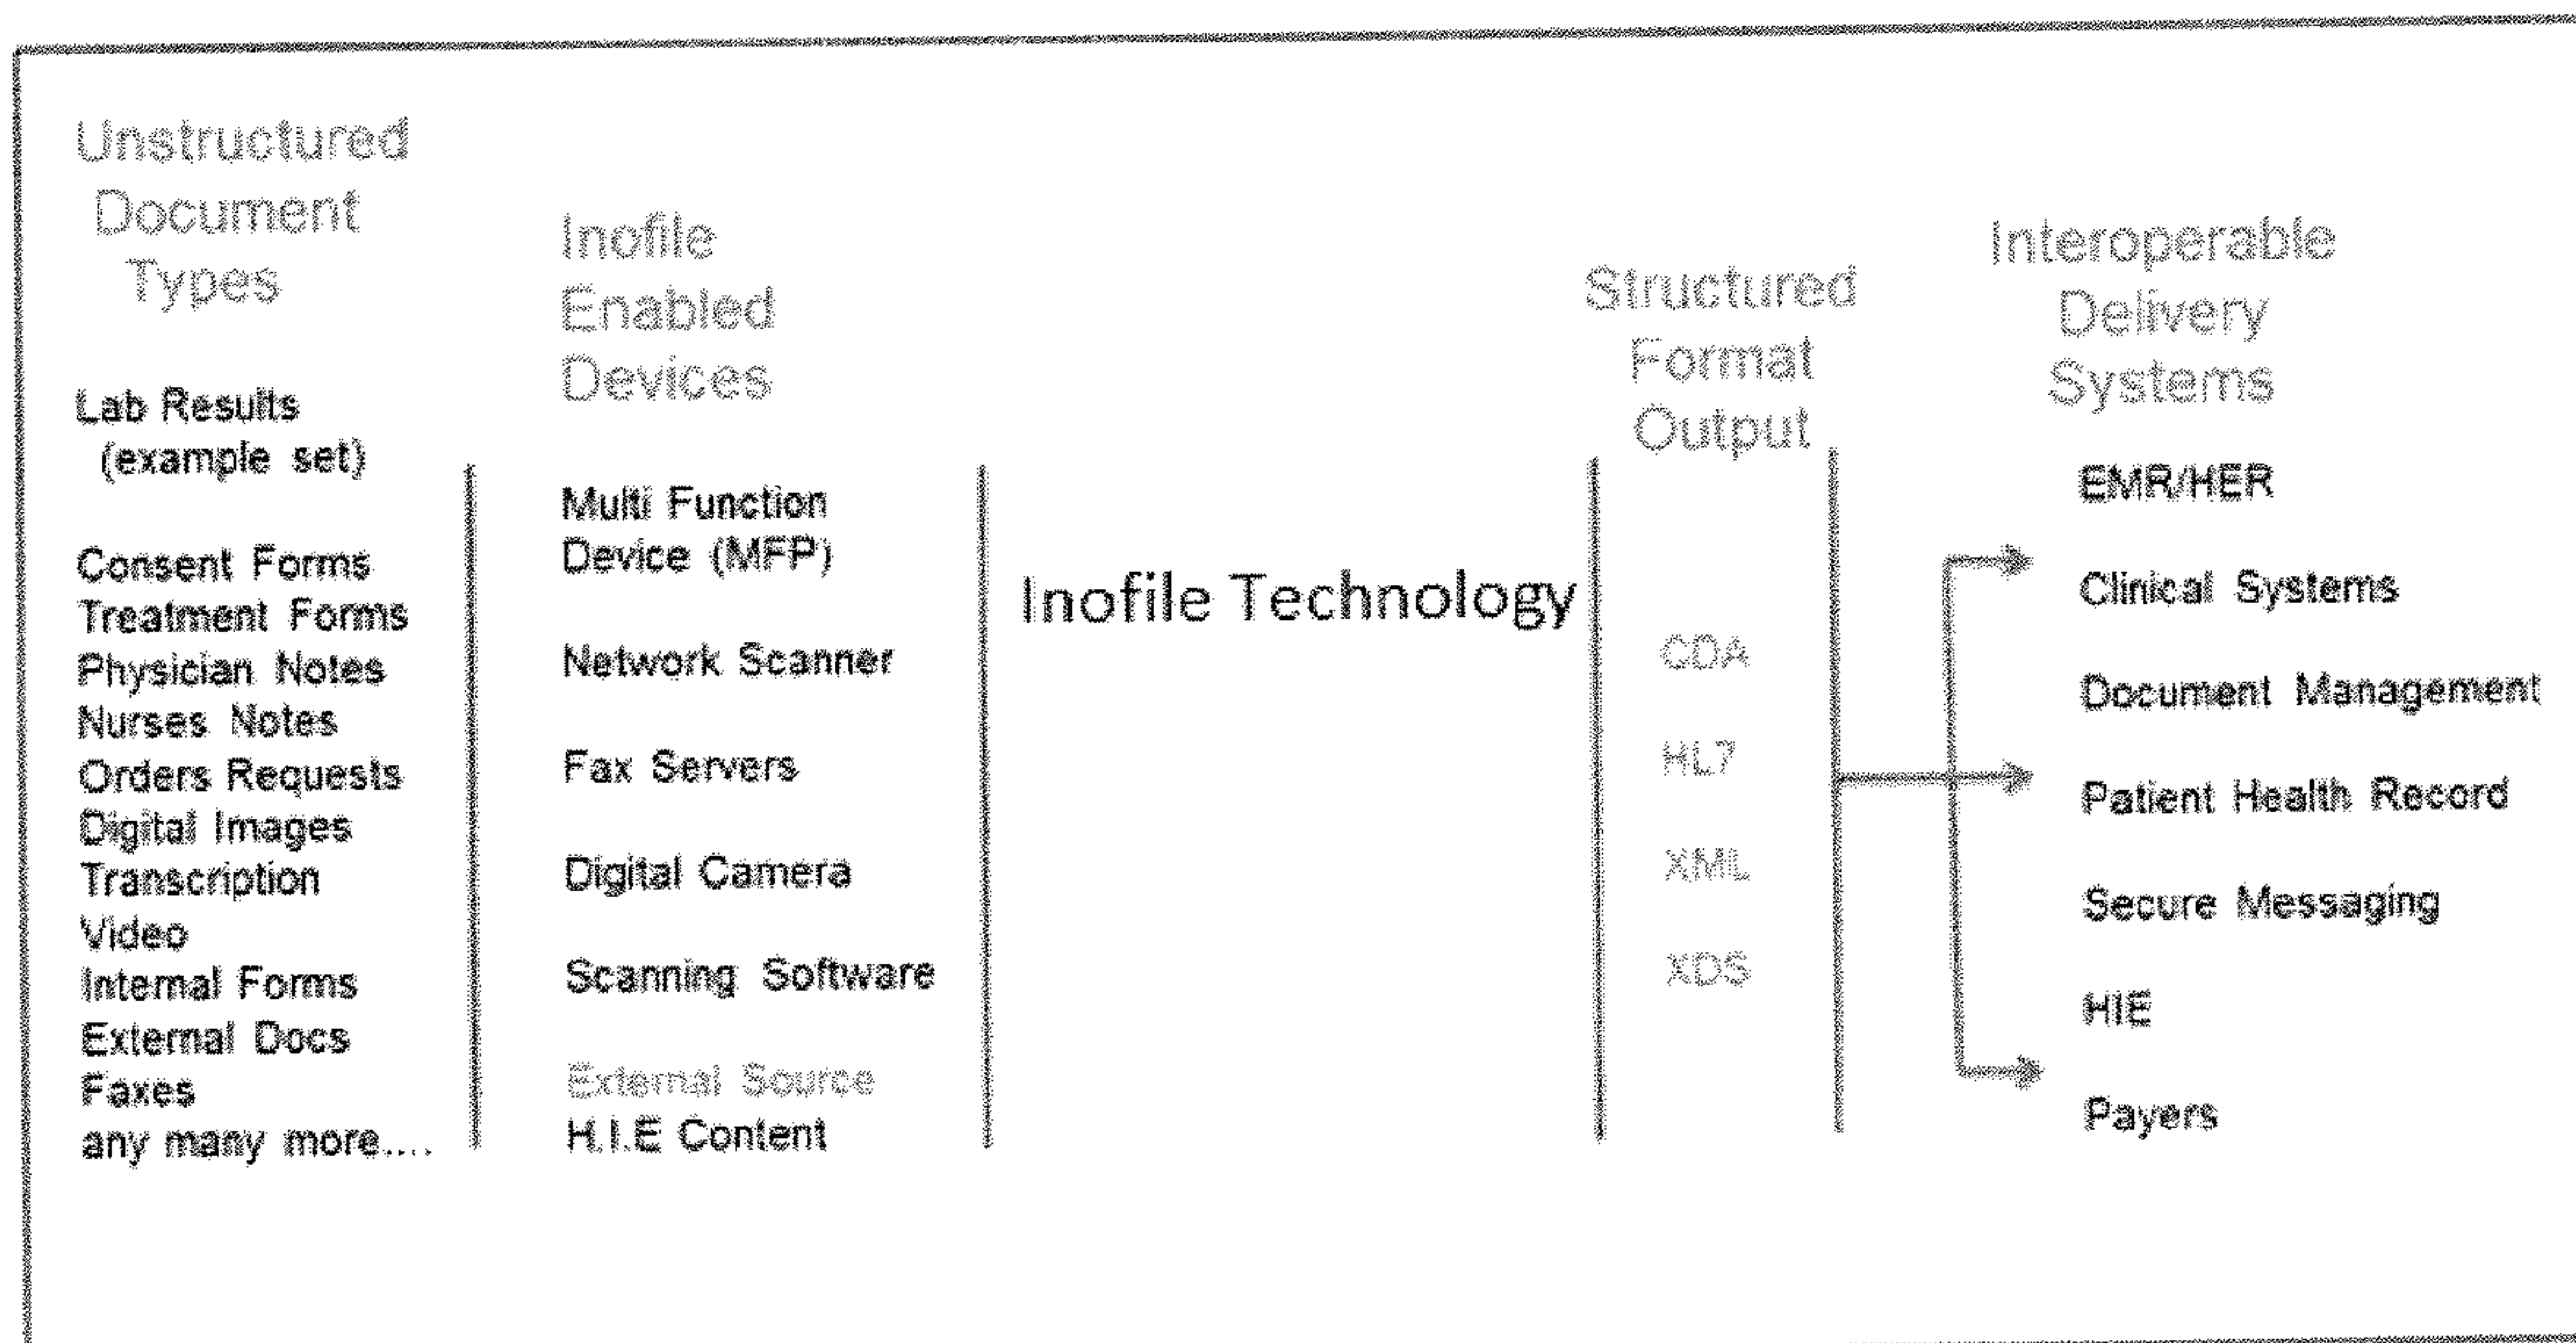 Unstructured
Document
Types
Lab Results
(example set)
Consent Forms
Treatment Forms
Physician Notes
Nurses Notes
Orders Requests
Digital Images
Transcription
Video
Internal Forms
External Docs
Faxes
any many more....
Inofile
Enabled
Devices
Multi Function
Device (MFP)
Network Scanner
Fax Servers
Digital Camera
Scanning Software
External Source
H.I.E Content
Inofile Technology
Structured
Format
Output
CDA
HL7
XML
XDS
Interoperable
Delivery
Systems
EMR/HER
Clinical Systems
Document Management
Patient Health Record
Secure Messaging
HIE
Payers